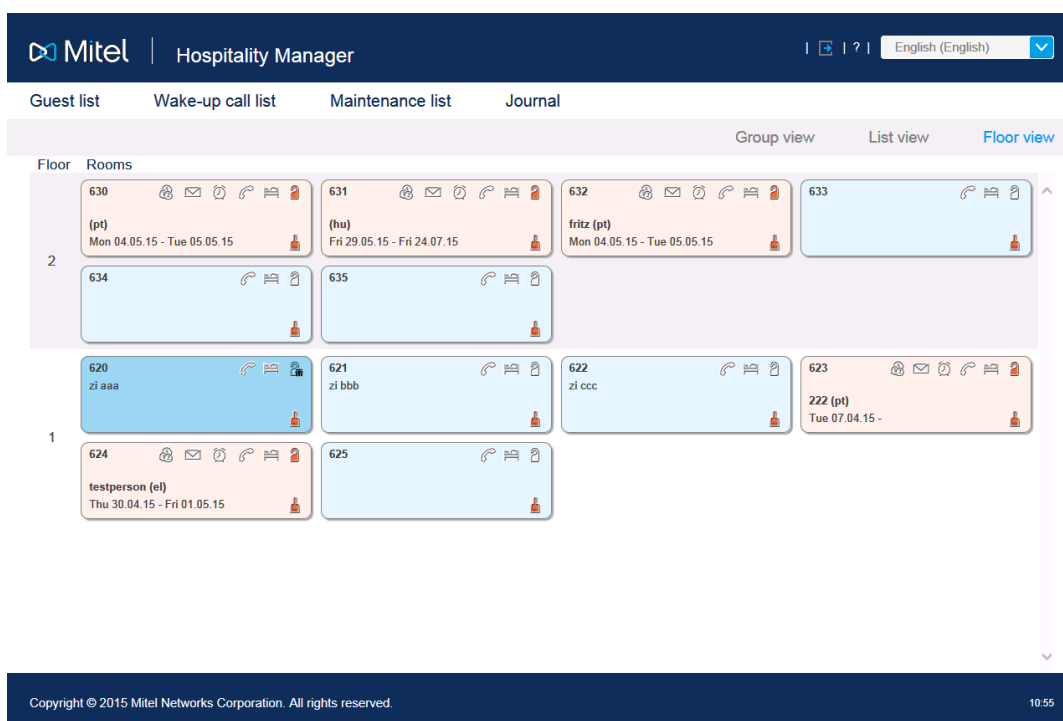 Mitel | Hospitality Manager | | ? | English (English)
Guest list Wake-up call list Maintenance list Journal
Group view List view Floor view
Floor Rooms
2
630
(pt)
Mon 04.05.15 - Tue 05.05.15
631
(hu)
Fri 29.05.15 - Fri 24.07.15
632
fritz (pt)
Mon 04.05.15 - Tue 05.05.15
633
634
635
1
620
zi aaa
621
zi bbb
622
zi ccc
623
222 (pt)
Tue 07.04.15 -
624
testperson (el)
Thu 30.04.15 - Fri 01.05.15
625
Copyright © 2015 Mitel Networks Corporation. All rights reserved. 10:55